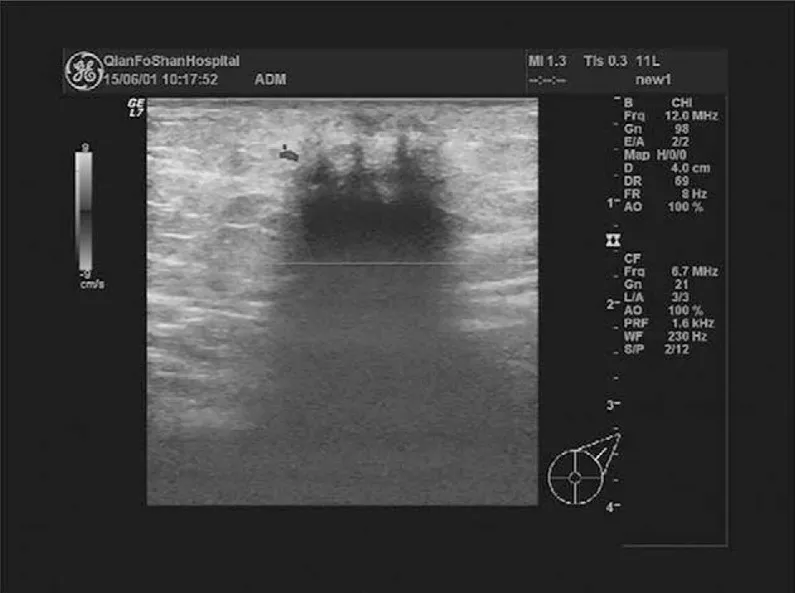 GE
QianFoShanHospital
15/06/01 10:17:52 ADM
MI 1.3 TIs 0.3 11L
--:--:-- new1
GE
L7
9
-9
cm/s
B CHI
Frq 12.0 MHz
Gn 98
E/A 2/2
Map H/0/0
D 4.0 cm
DR 69
FR 8 Hz
AO 100 %
CF
Frq 6.7 MHz
Gn 21
L/A 3/3
AO 100 %
PRF 1.6 kHz
WF 230 Hz
S/P 2/12
1
2
3
4